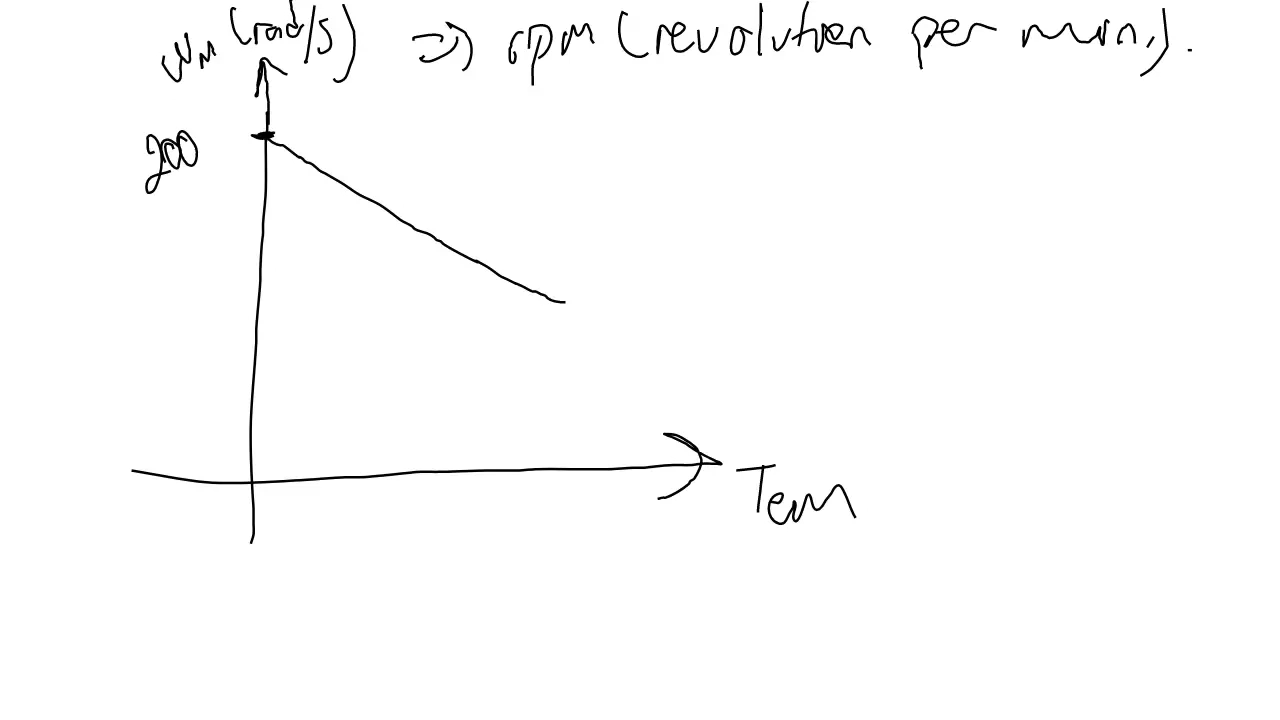 ωM (rad/s) => rpm (revolution per min.).
200
Tem